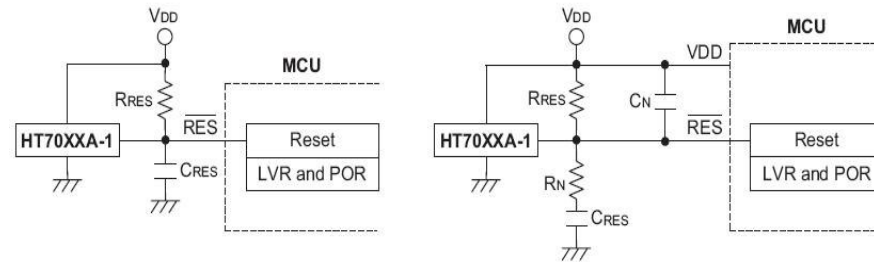 VDD
MCU
RRES
RES
HT70XXA-1
Reset
CRES
LVR and POR
VDD
MCU
VDD
RRES
CN
RES
HT70XXA-1
Reset
RN
LVR and POR
CRES